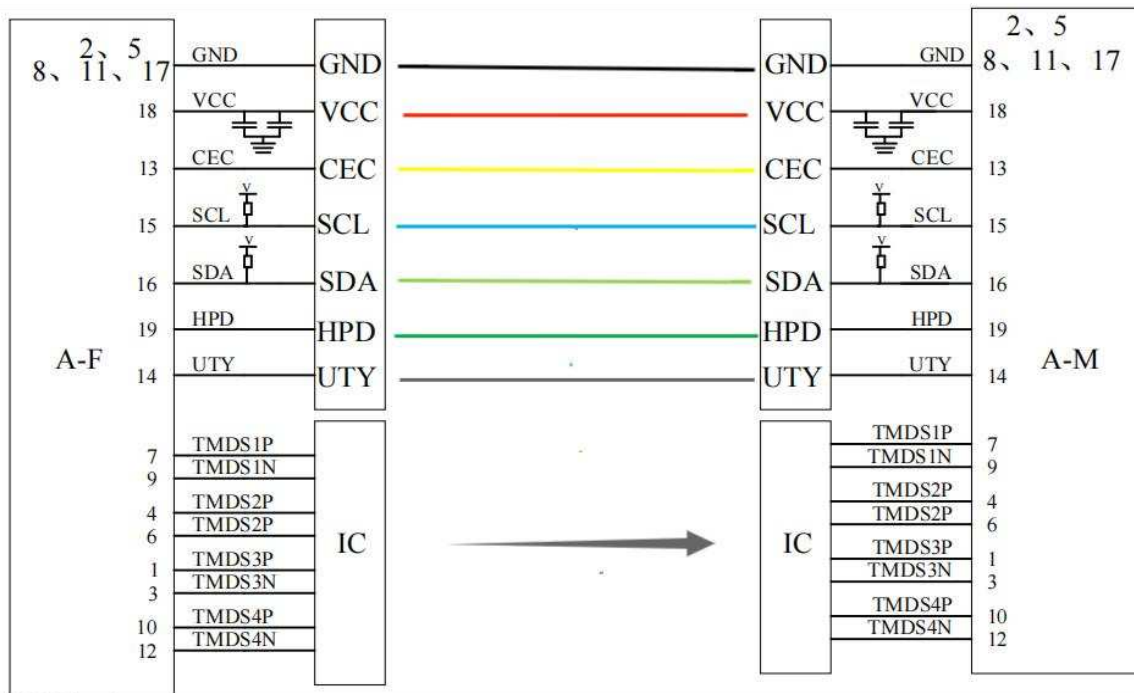 2、5 GND GND GND GND 2、5
8、11、17 8、11、17
18 VCC VCC VCC VCC 18
13 CEC CEC CEC CEC 13
V V
15 SCL SCL SCL SCL 15
V V
16 SDA SDA SDA SDA 16
19 HPD HPD HPD HPD 19
A-F A-M
14 UTY UTY UTY UTY 14
7 TMDS1P TMDS1P 7
9 TMDS1N TMDS1N 9
4 TMDS2P TMDS2P 4
6 TMDS2P TMDS2P 6
IC IC
1 TMDS3P TMDS3P 1
3 TMDS3N TMDS3N 3
10 TMDS4P TMDS4P 10
12 TMDS4N TMDS4N 12